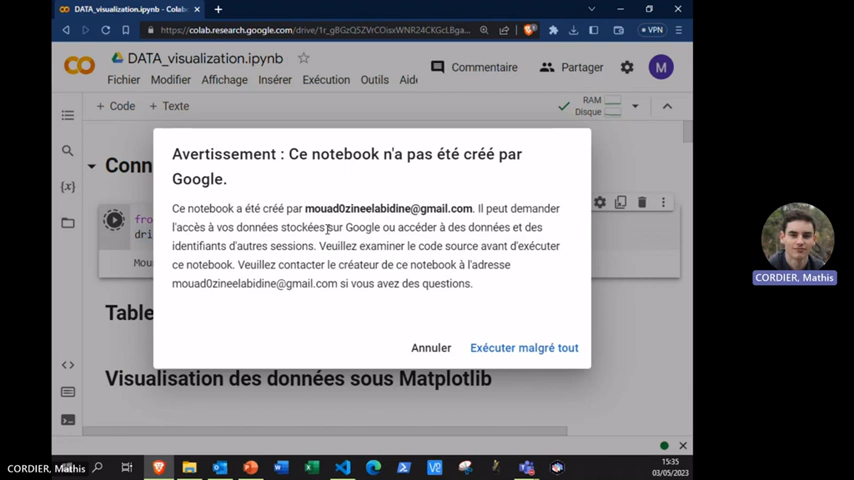 DATA_visualization.ipynb - Colab
https://colab.research.google.com/drive/1r_gBGzQ5ZVrCOisxWNR24CKGcLBga...
VPN
DATA_visualization.ipynb
Fichier Modifier Affichage Insérer Exécution Outils Aide
Commentaire
Partager
M
+ Code + Texte
RAM
Disque
Conn
Avertissement : Ce notebook n'a pas été créé par
Google.
Ce notebook a été créé par mouad0zineelabidine@gmail.com. Il peut demander
l'accès à vos données stockées sur Google ou accéder à des données et des
identifiants d'autres sessions. Veuillez examiner le code source avant d'exécuter
ce notebook. Veuillez contacter le créateur de ce notebook à l'adresse
mouad0zineelabidine@gmail.com si vous avez des questions.
Annuler Exécuter malgré tout
fro
dri
Mou
Table
Visualisation des données sous Matplotlib
CORDIER, Mathis
CORDIER, Mathis
15:35
03/05/2023